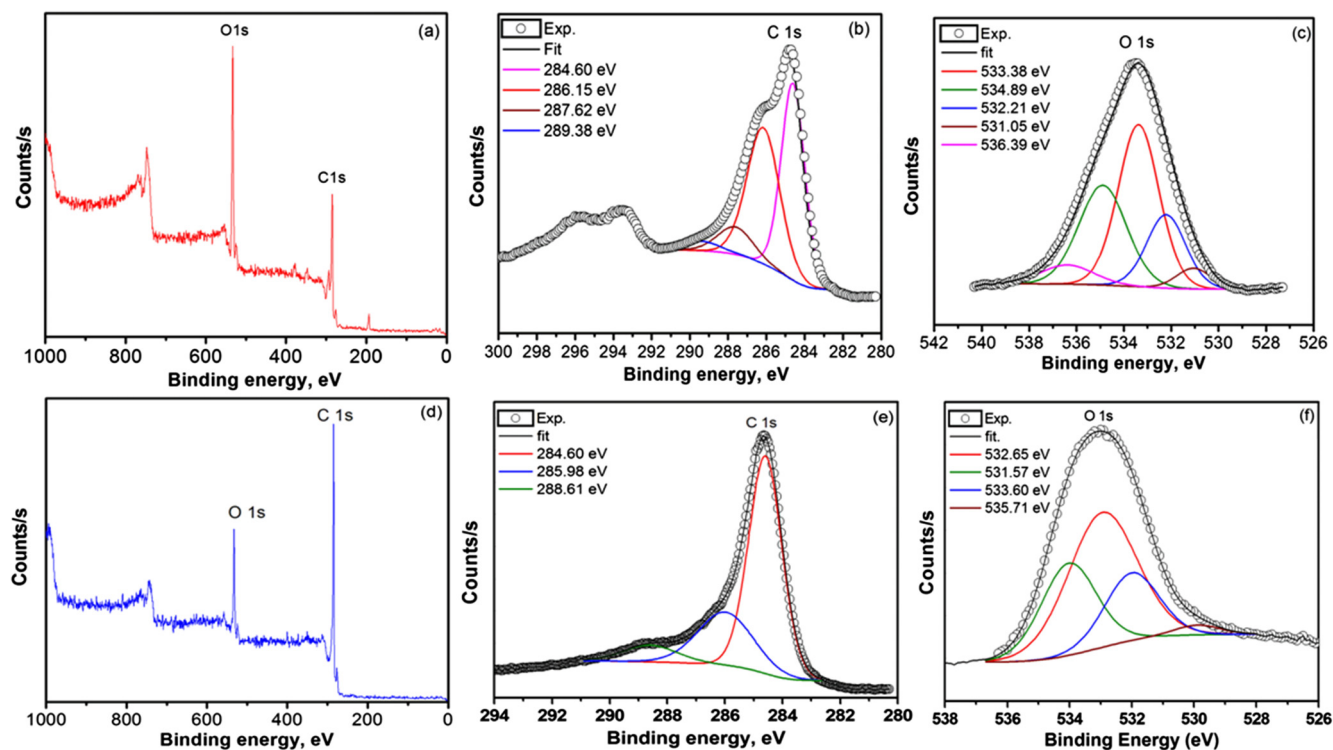 (a)
O1s
C1s
Counts/s
1000 800 600 400 200 0
Binding energy, eV
(b)
Exp.
Fit
284.60 eV
286.15 eV
287.62 eV
289.38 eV
C 1s
Counts/s
300 298 296 294 292 290 288 286 284 282 280
Binding energy, eV
(c)
Exp.
fit
533.38 eV
534.89 eV
532.21 eV
531.05 eV
536.39 eV
O 1s
Counts/s
542 540 538 536 534 532 530 528 526
Binding energy, eV
(d)
C 1s
O 1s
Counts/s
1000 800 600 400 200 0
Binding energy, eV
(e)
Exp.
fit
284.60 eV
285.98 eV
288.61 eV
C 1s
Counts/s
294 292 290 288 286 284 282 280
Binding energy, eV
(f)
Exp.
fit.
532.65 eV
531.57 eV
533.60 eV
535.71 eV
O 1s
Counts/s
538 536 534 532 530 528 526
Binding Energy (eV)